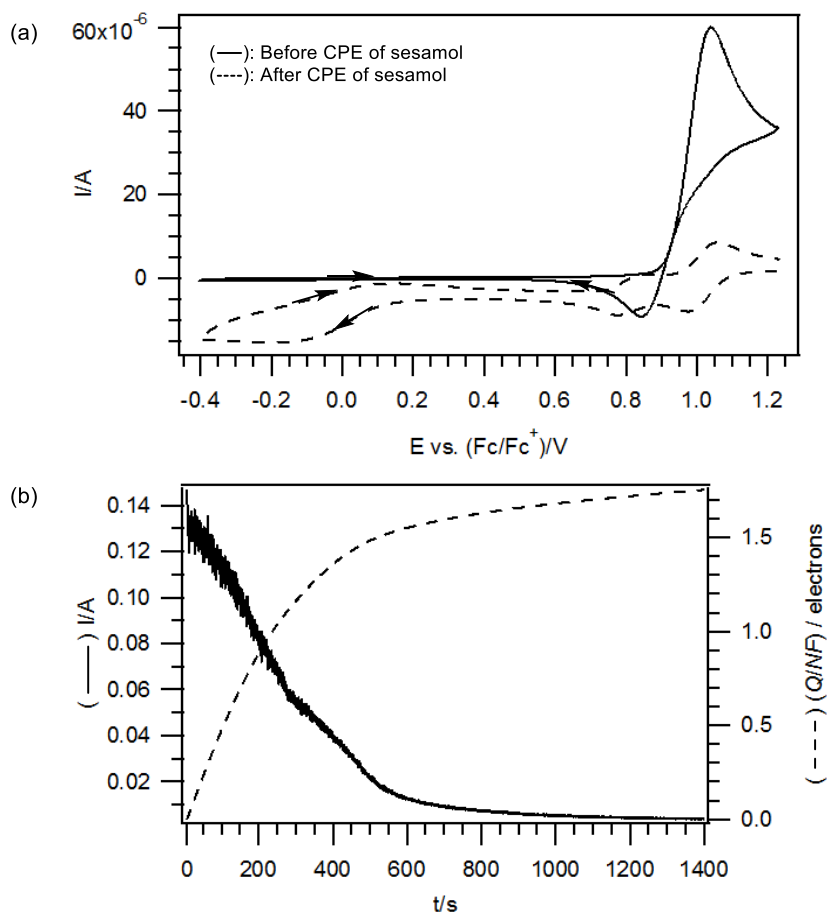 (a)
60x10⁻⁶
40
20
0
I/A
(—): Before CPE of sesamol
(----): After CPE of sesamol
-0.4 -0.2 0.0 0.2 0.4 0.6 0.8 1.0 1.2
E vs. (Fc/Fc⁺)/V
(b)
0.14
0.12
0.10
0.08
0.06
0.04
0.02
(——) I/A
1.5
1.0
0.5
0.0
(----) (Q/NF) / electrons
0 200 400 600 800 1000 1200 1400
t/s